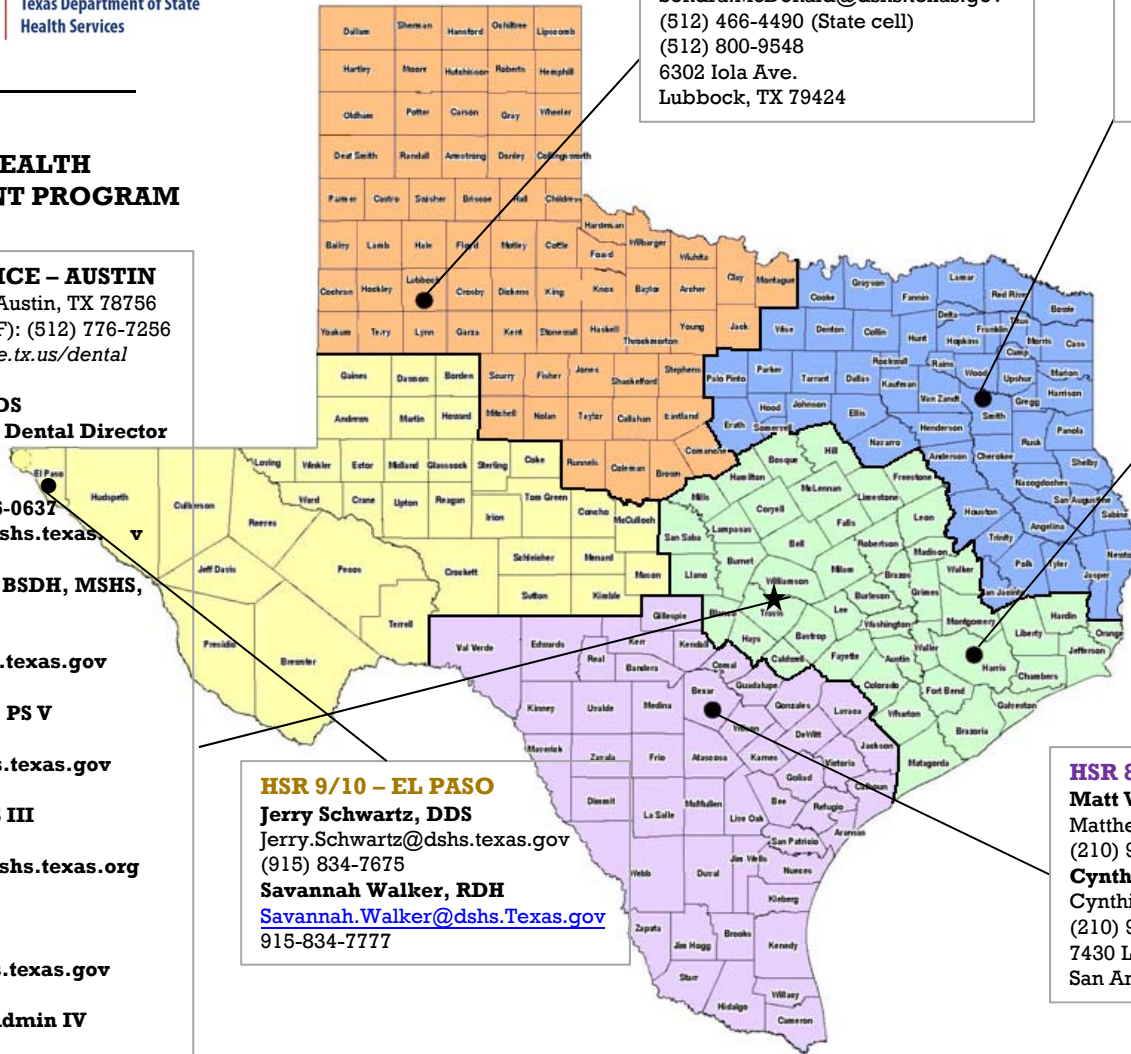 Texas Department of State
Health Services
(512) 466-4490 (State cell)
(512) 800-9548
6302 Iola Ave.
Lubbock, TX 79424
EALTH
NT PROGRAM
ICE – AUSTIN
Austin, TX 78756
F): (512) 776-7256
e.tx.us/dental
DS
Dental Director
6-0637
shs.texas. v
BSDH, MSHS,
.texas.gov
PS V
s.texas.gov
S III
shs.texas.org
s.texas.gov
dmin IV
HSR 9/10 – EL PASO
Jerry Schwartz, DDS
Jerry.Schwartz@dshs.texas.gov
(915) 834-7675
Savannah Walker, RDH
Savannah.Walker@dshs.Texas.gov
915-834-7777
HSR 8
Matt V
Matthe
(210) 9
Cynth
Cynthi
(210) 9
7430 L
San An
Dallam Sherman Hansford Ochiltree Lipscomb
Hartley Moore Hutchinson Roberts Hemphill
Oldham Potter Carson Gray Wheeler
Deaf Smith Randall Armstrong Donley Collingsworth
Parmer Castro Swisher Briscoe Hall Childress
Hardeman
Bailey Lamb Hale Floyd Motley Cottle Foard Wilbarger Wichita
Clay Montague
Cochran Hockley Lubbock Crosby Dickens King Knox Baylor Archer
Yoakum Terry Lynn Garza Kent Stonewall Haskell Throckmorton Young Jack
Cooke Grayson Fannin Lamar Red River Bowie
Wise Denton Collin Hunt Delta Hopkins Franklin Titus Morris Cass
Camp
Rockwall Rains Wood Upshur Marion
Palo Pinto Parker Tarrant Dallas Kaufman Van Zandt Smith Gregg Harrison
Gaines Dawson Borden Scurry Fisher Jones Shackelford Stephens
Hood Johnson Ellis Henderson Rusk Panola
Erath Somervell Navarro Anderson Cherokee Shelby
Andrews Martin Howard Mitchell Nolan Taylor Callahan Eastland
Nacogdoches
San Augustine
Sabine
Houston Angelina
Trinity
Polk Tyler Jasper Newto
San Jacinto
Comanche
Runnels Coleman Brown
El Paso Hudspeth Culberson
Loving Winkler Ector Midland Glasscock Sterling Coke
Ward Crane Upton Reagan Tom Green
Reeves Irion Concho McCulloch
Jeff Davis Pecos Crockett Schleicher Menard Mason
Sutton Kimble
Presidio Brewster Terrell
Hamilton Bosque Hill
Mills McLennan Limestone Freestone
Coryell
San Saba Lampasas Falls Leon
Bell Robertson Madison
Llano Burnet Williamson Milam Brazos Walker
Grimes
Burleson
Blanco Travis Lee Washington Montgomery Hardin
Liberty Orange
Hays Bastrop Waller Harris Jefferson
Caldwell Fayette Austin Chambers
Colorado Fort Bend Galveston
Wharton Brazoria
Matagorda
Gillespie
Val Verde Edwards Kerr Kendall
Real Bandera Comal
Bexar Guadalupe
Kinney Uvalde Medina Gonzales Lavaca
Wilson DeWitt
Jackson
Maverick Zavala Frio Atascosa Karnes Victoria
Goliad Calhoun
Dimmit La Salle McMullen Live Oak Bee Refugio
Aransas
San Patricio
Webb Duval Jim Wells Nueces
Kleberg
Zapata Jim Hogg Brooks Kenedy
Starr Hidalgo Willacy
Cameron